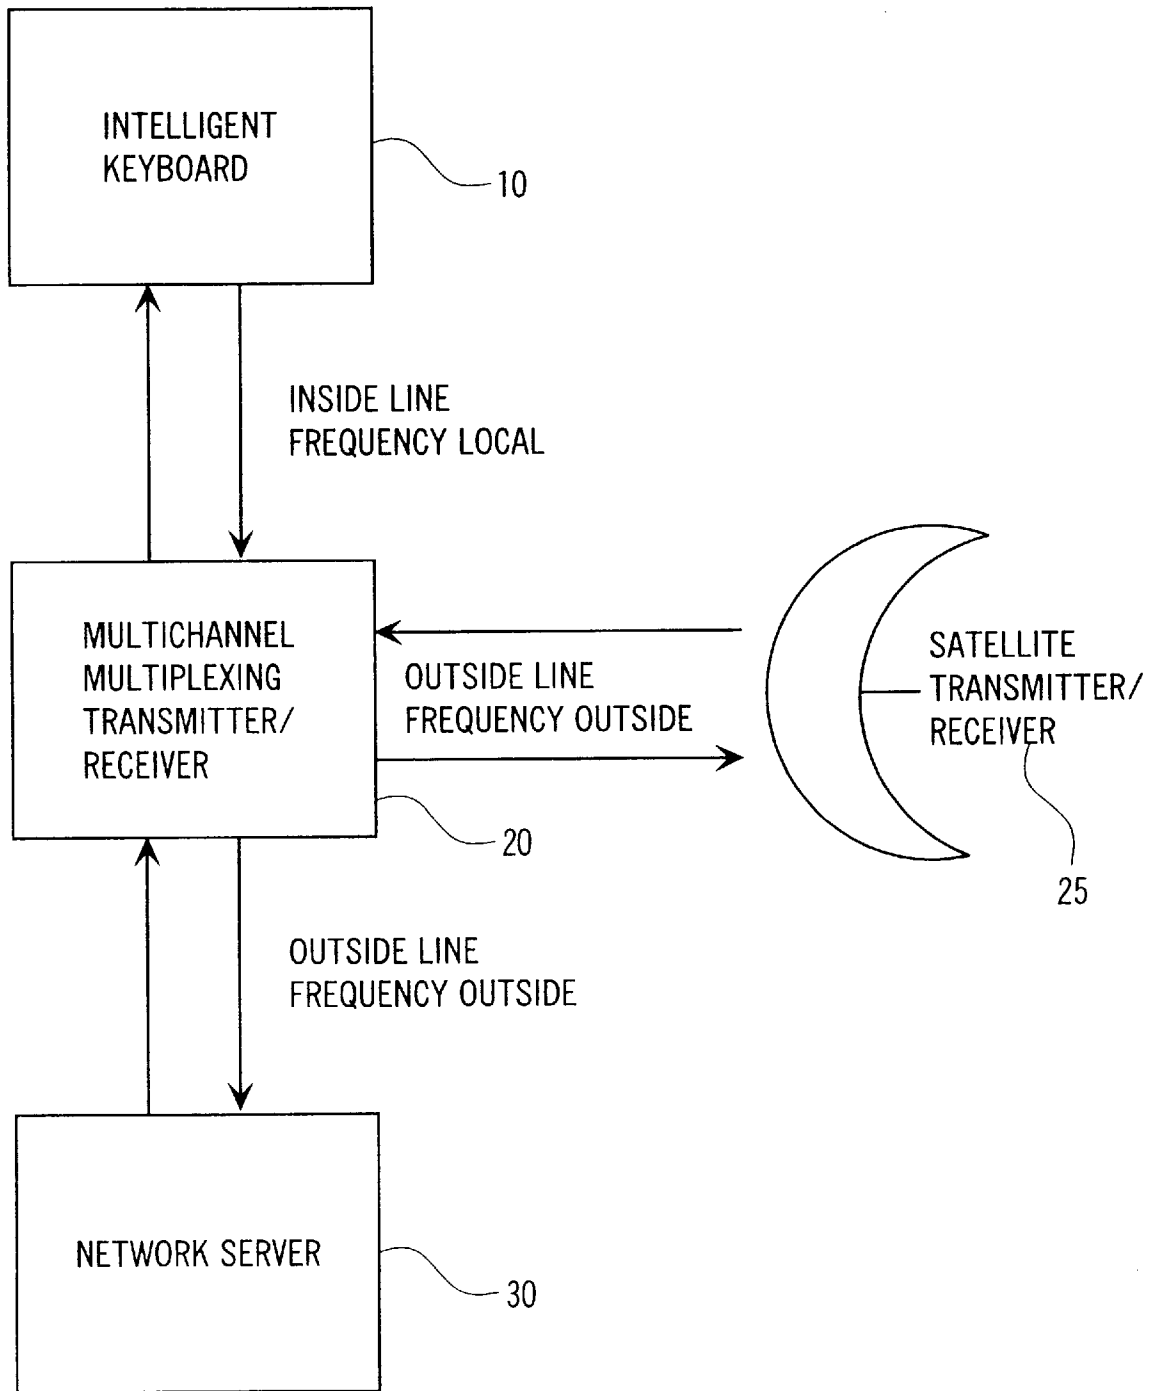 INTELLIGENT
KEYBOARD
10
INSIDE LINE
FREQUENCY LOCAL
MULTICHANNEL
MULTIPLEXING
TRANSMITTER/
RECEIVER
20
OUTSIDE LINE
FREQUENCY OUTSIDE
SATELLITE
TRANSMITTER/
RECEIVER
25
OUTSIDE LINE
FREQUENCY OUTSIDE
NETWORK SERVER
30